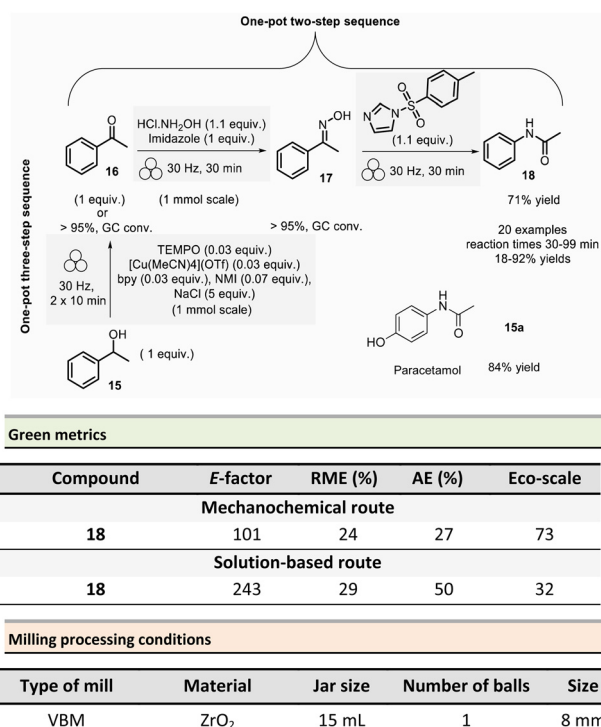 One-pot two-step sequence
One-pot three-step sequence
O
16
(1 equiv.)
or
> 95%, GC conv.
HCl.NH2OH (1.1 equiv.)
Imidazole (1 equiv.)
30 Hz, 30 min
(1 mmol scale)
N OH
17
> 95%, GC conv.
N N S O O
(1.1 equiv.)
30 Hz, 30 min
H
N
O
18
71% yield
20 examples
reaction times 30-99 min
18-92% yields
30 Hz,
2 x 10 min
TEMPO (0.03 equiv.)
[Cu(MeCN)4](OTf) (0.03 equiv.)
bpy (0.03 equiv.), NMI (0.07 equiv.),
NaCl (5 equiv.)
(1 mmol scale)
OH
( 1 equiv.)
15
H
N
O
HO
15a
Paracetamol 84% yield
Green metrics
Compound E-factor RME (%) AE (%) Eco-scale
Mechanochemical route
18 101 24 27 73
Solution-based route
18 243 29 50 32
Milling processing conditions
Type of mill Material Jar size Number of balls Size
VBM ZrO2 15 mL 1 8 mm